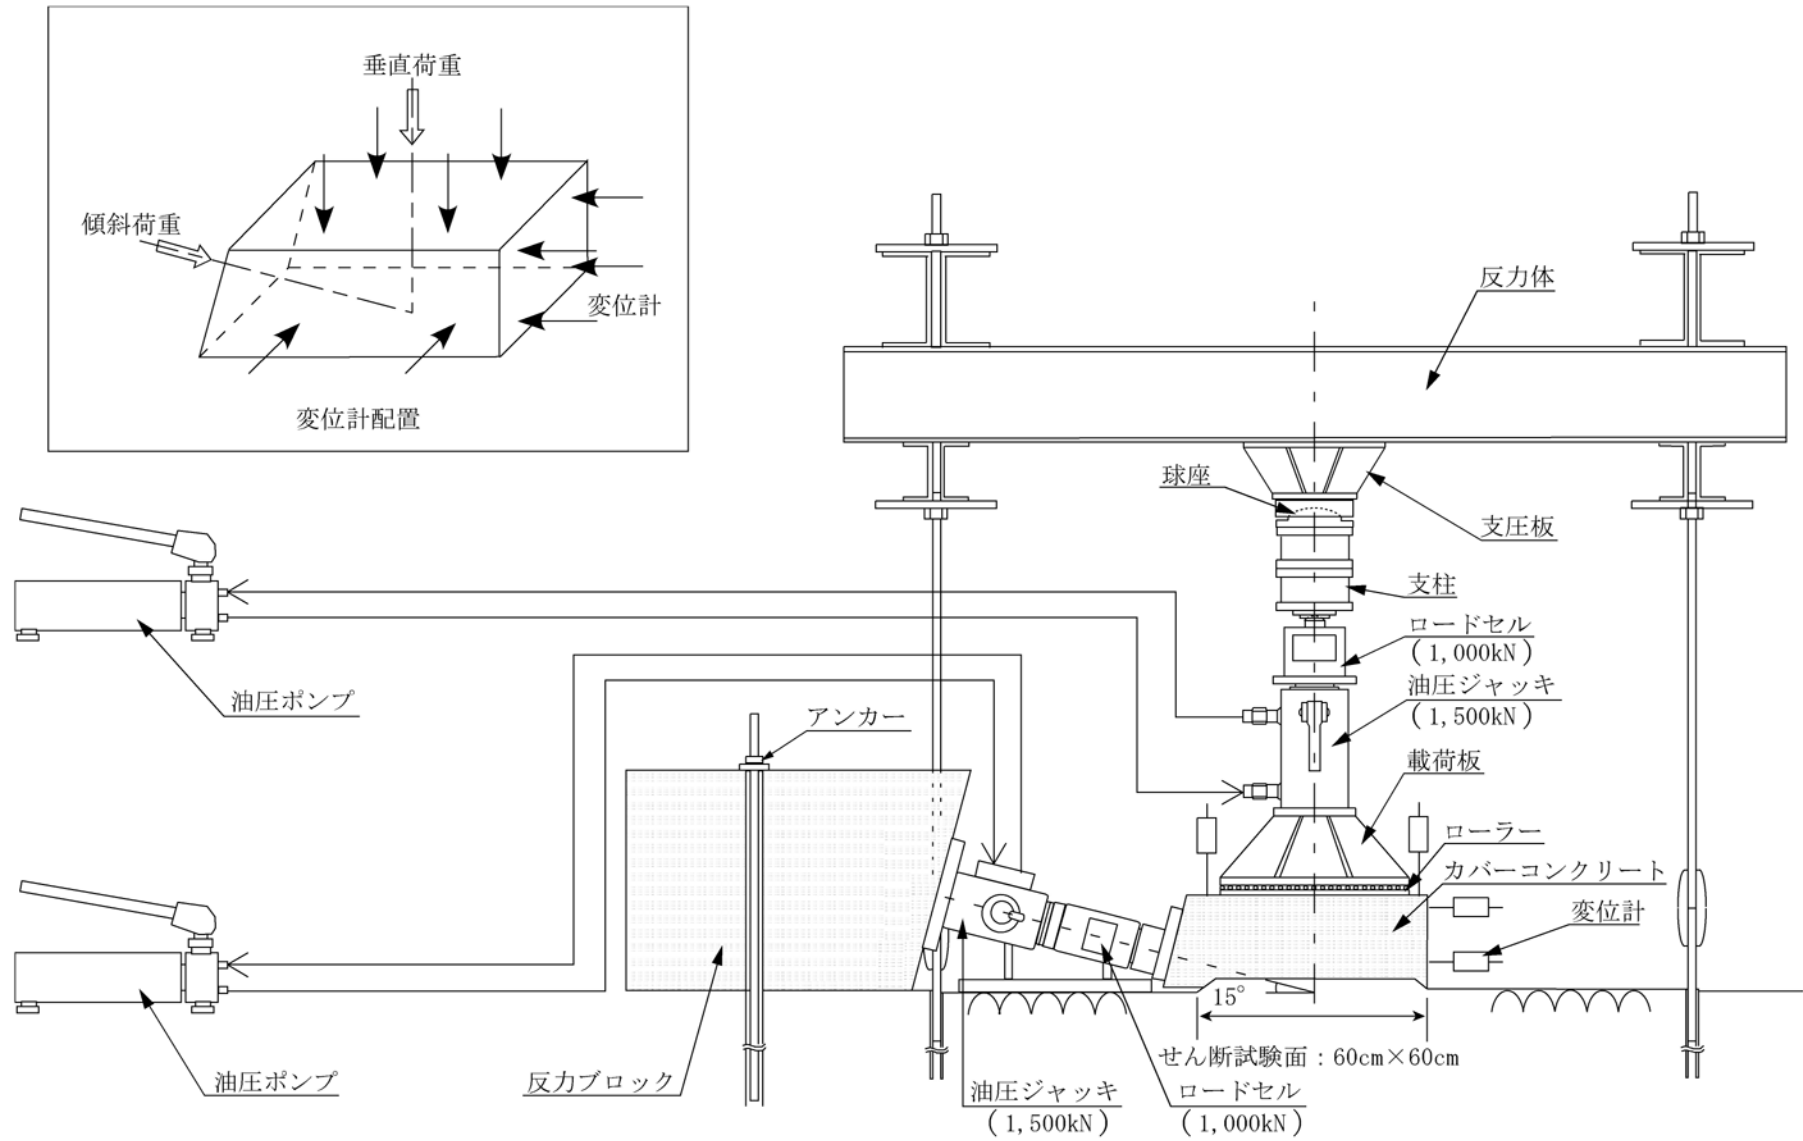 垂直荷重
傾斜荷重
変位計
変位計配置
反力体
球座
支圧板
支柱
ロードセル
(1,000kN)
油圧ジャッキ
(1,500kN)
油圧ポンプ
アンカー
載荷板
ローラー
カバーコンクリート
変位計
15°
せん断試験面：60cm×60cm
油圧ポンプ
反力ブロック
油圧ジャッキ
(1,500kN)
ロードセル
(1,000kN)